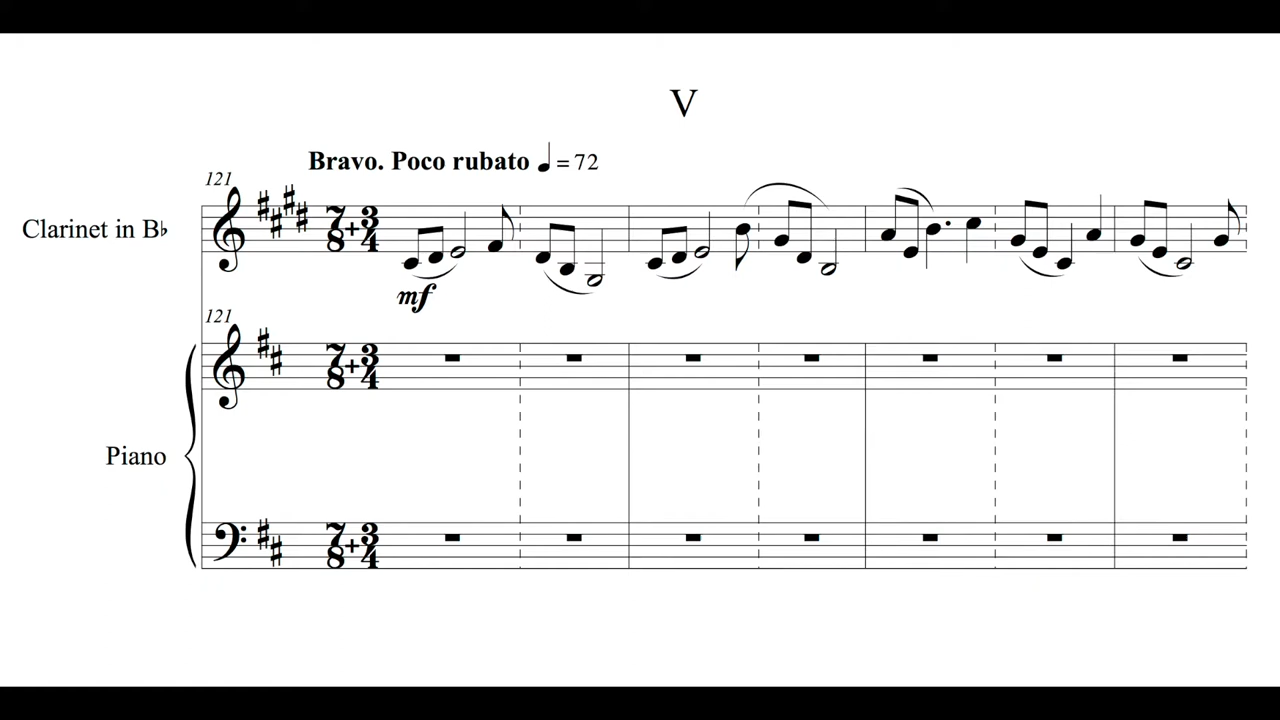 V
Bravo. Poco rubato ♩ = 72
121
Clarinet in B♭
7/8 + 3/4
mf
121
7/8 + 3/4
Piano
7/8 + 3/4